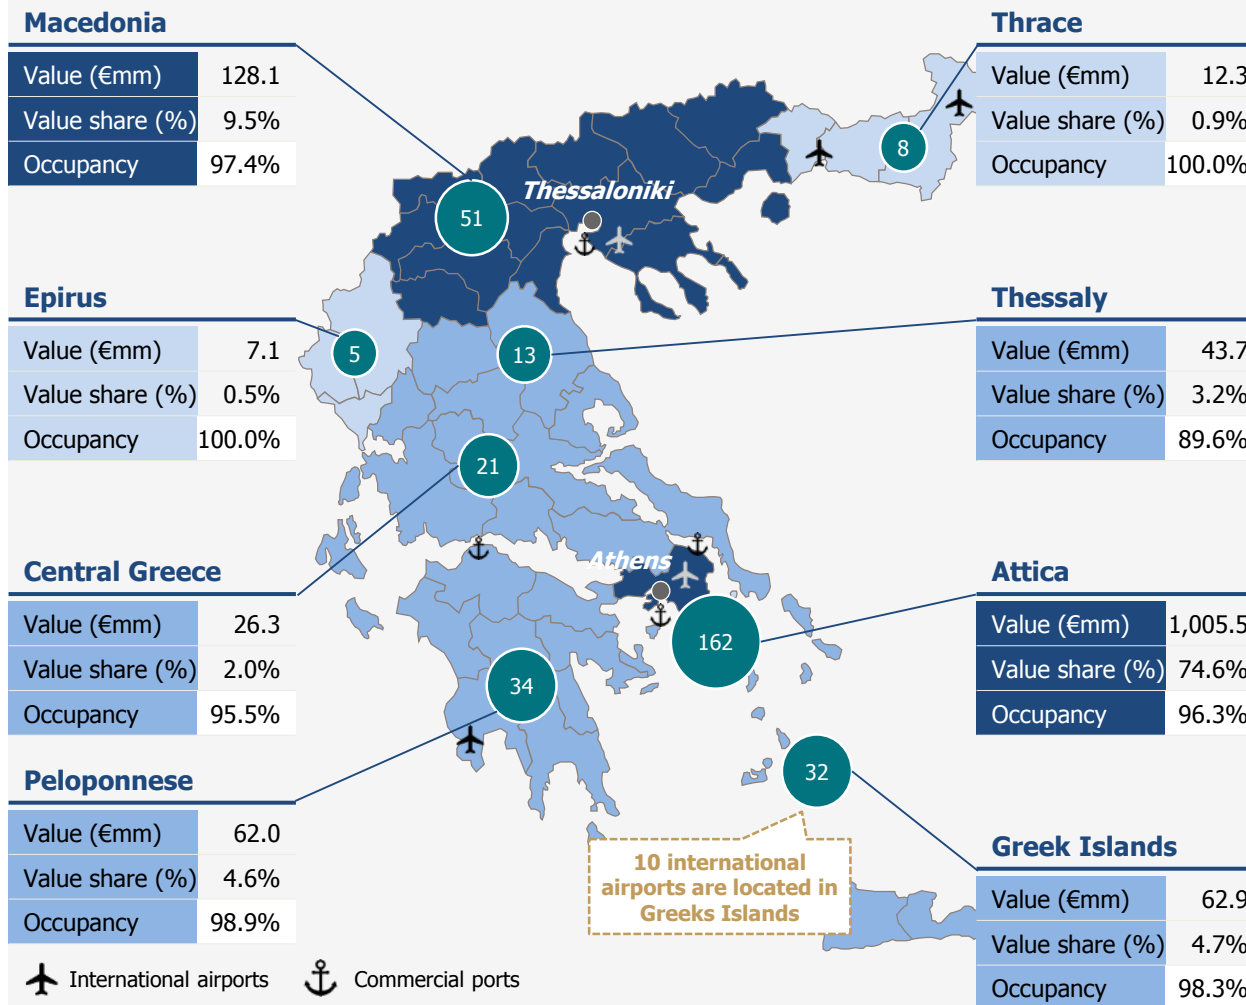 Macedonia
Value (€mm) 128.1
Value share (%) 9.5%
Occupancy 97.4%
Thrace
Value (€mm) 12.3
Value share (%) 0.9%
Occupancy 100.0%
8
Thessaloniki
51
Epirus
Value (€mm) 7.1
Value share (%) 0.5%
Occupancy 100.0%
5
13
Thessaly
Value (€mm) 43.7
Value share (%) 3.2%
Occupancy 89.6%
21
Central Greece
Value (€mm) 26.3
Value share (%) 2.0%
Occupancy 95.5%
Athens
162
Attica
Value (€mm) 1,005.5
Value share (%) 74.6%
Occupancy 96.3%
34
Peloponnese
Value (€mm) 62.0
Value share (%) 4.6%
Occupancy 98.9%
32
10 international
airports are located in
Greeks Islands
Greek Islands
Value (€mm) 62.9
Value share (%) 4.7%
Occupancy 98.3%
International airports
Commercial ports